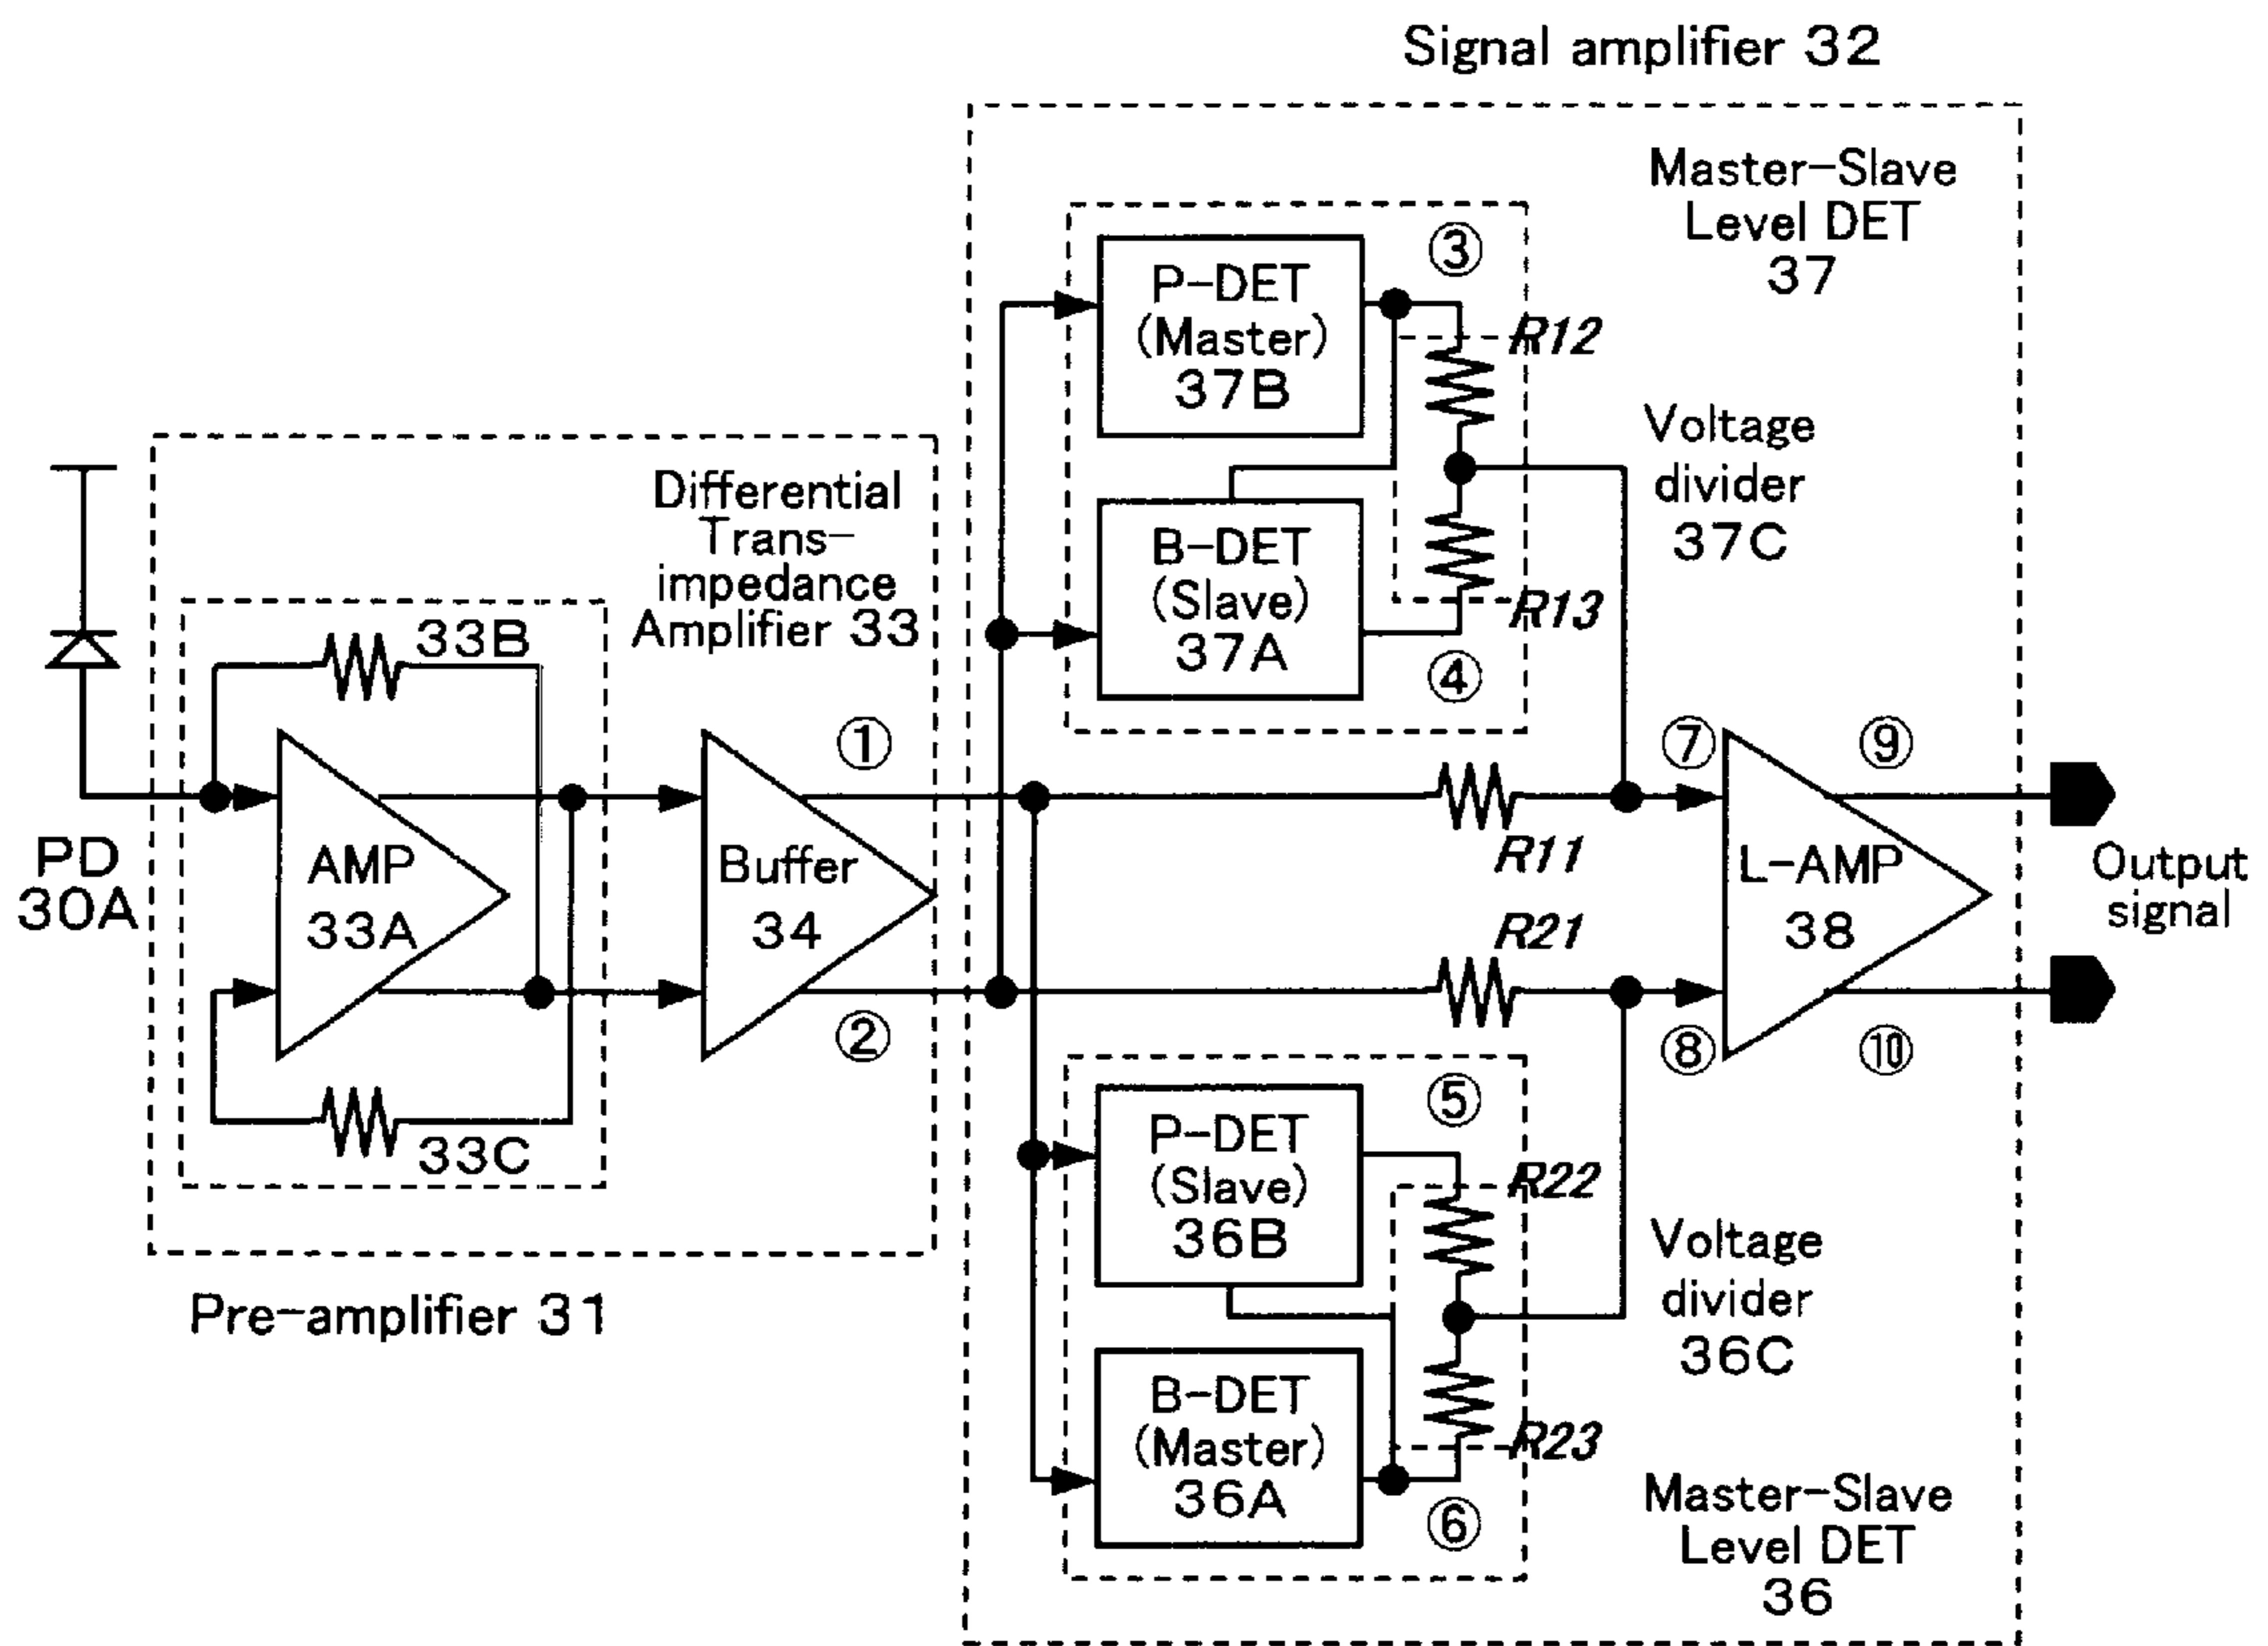 Signal amplifier 32
Master-Slave
Level DET
37
P-DET
(Master)
37B
③
R12
Voltage
divider
37C
B-DET
(Slave)
37A
R13
④
Differential
Trans-
impedance
Amplifier 33
33B
PD
30A
AMP
33A
33C
Buffer
34
①
②
R11
R21
⑦
⑧
L-AMP
38
⑨
⑩
Output
signal
P-DET
(Slave)
36B
⑤
R22
Voltage
divider
36C
B-DET
(Master)
36A
R23
⑥
Master-Slave
Level DET
36
Pre-amplifier 31